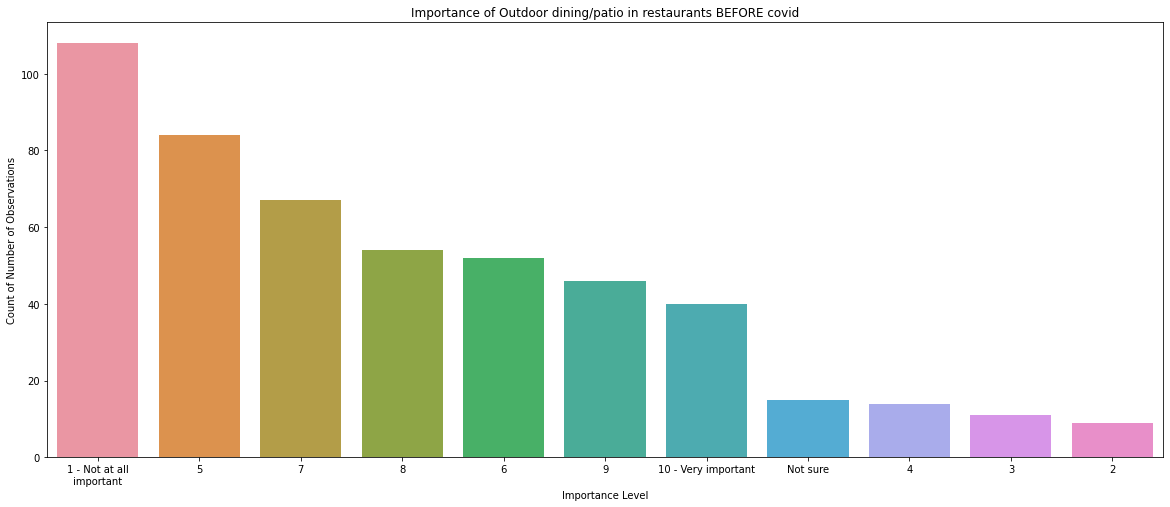 Importance of Outdoor dining/patio in restaurants BEFORE covid
Count of Number of Observations
100
80
60
40
20
0
1 - Not at all
important
5
7
8
6
9
10 - Very important
Not sure
4
3
2
Importance Level